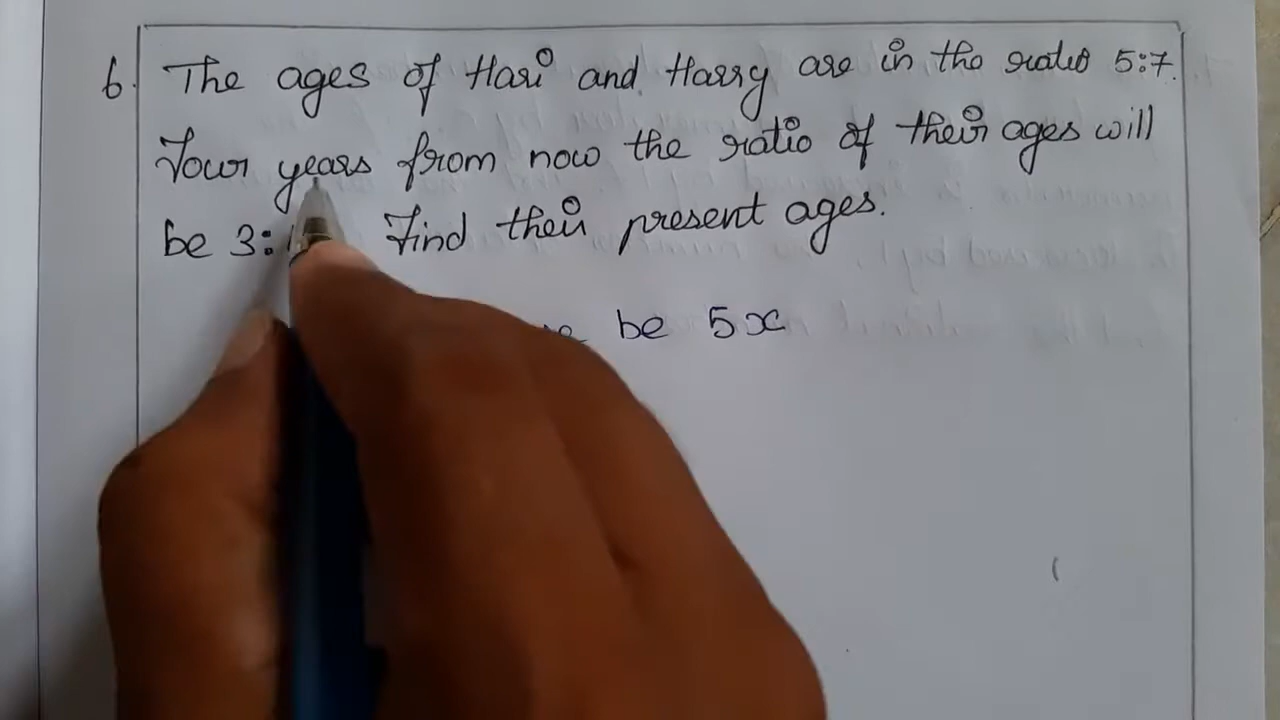 6. The ages of Hari and Harry are in the ratio 5:7.
Four years from now the ratio of their ages will
be 3: Find their present ages.
be 5x